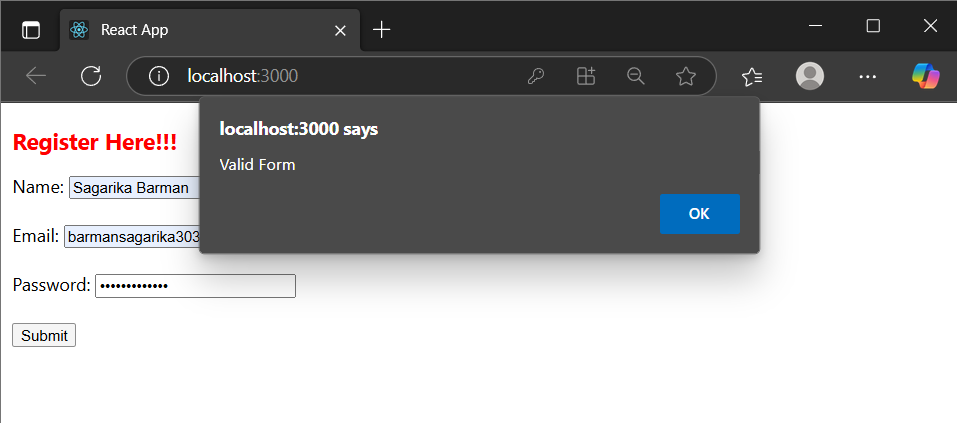 React App
localhost:3000
localhost:3000 says
Valid Form
OK
Register Here!!!
Name: Sagarika Barman
Email: barmansagarika303
Password: •••••••••••••
Submit